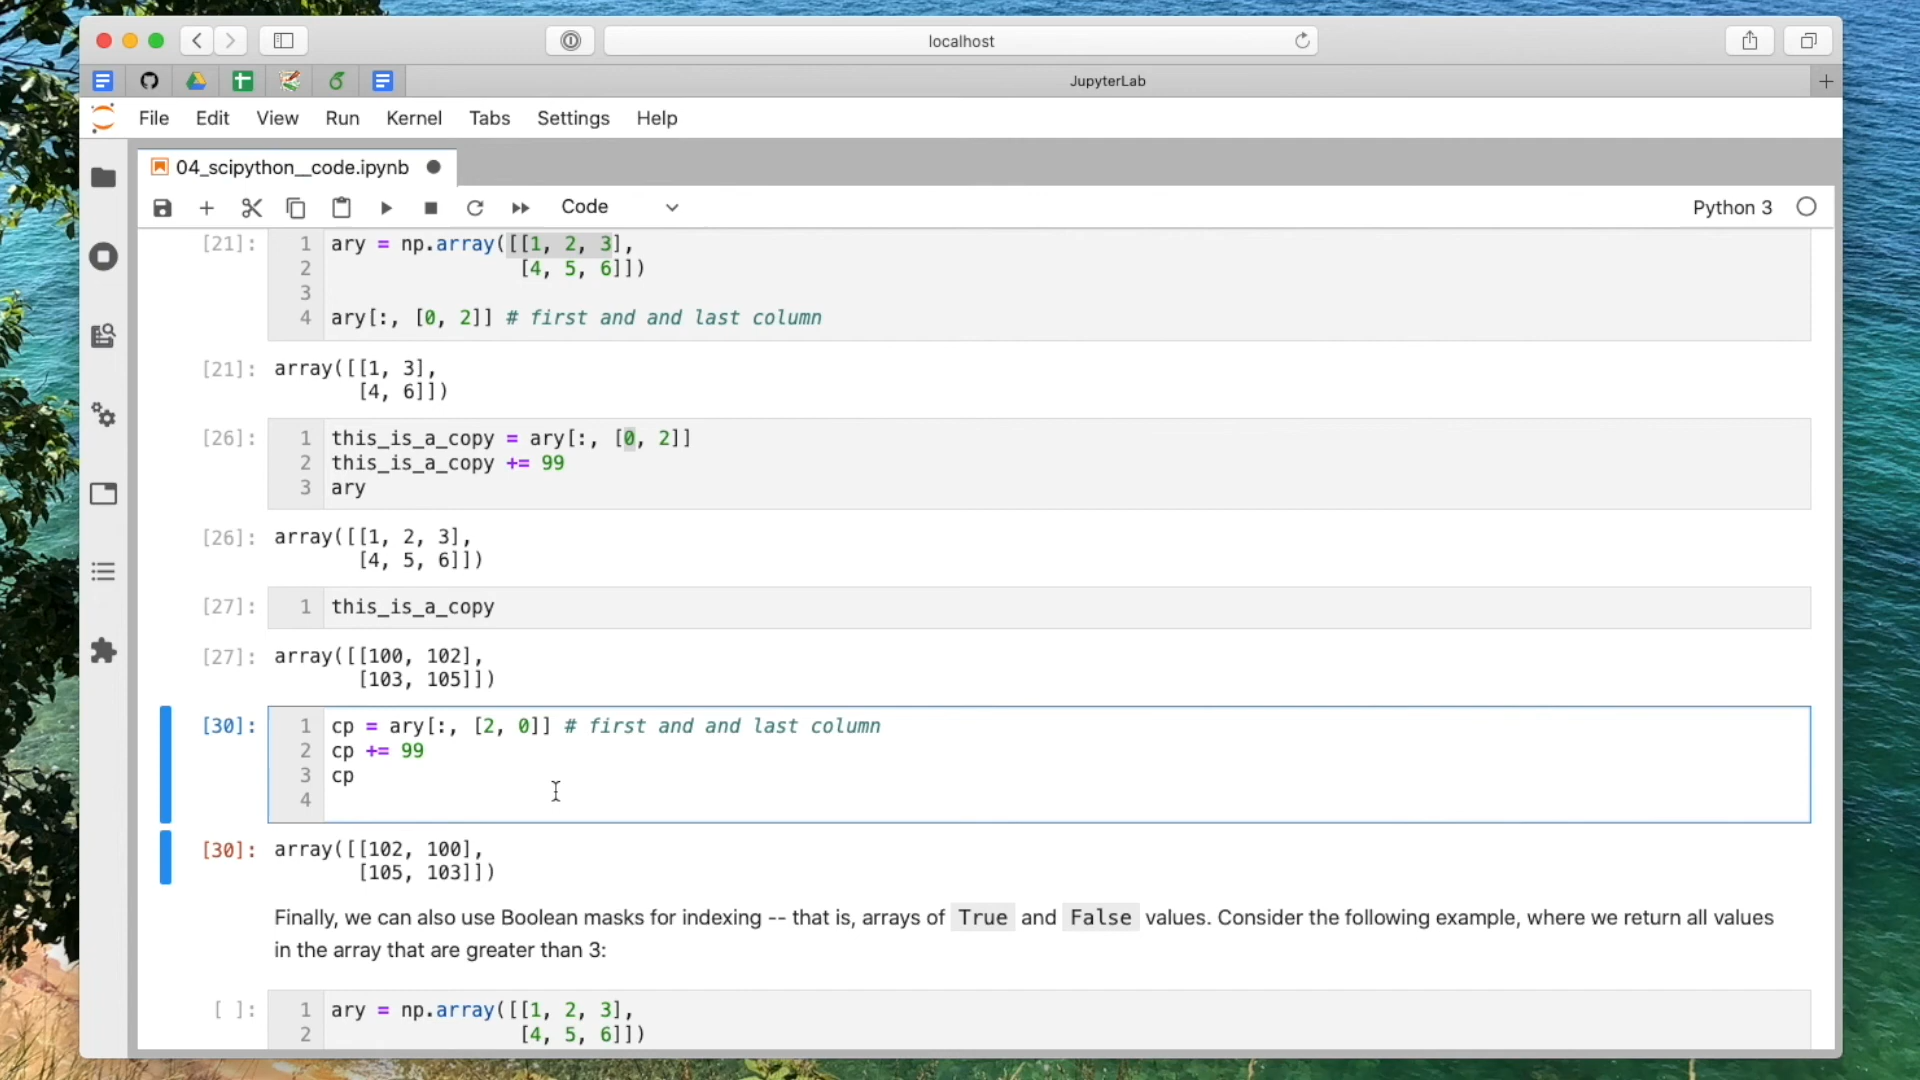 localhost
JupyterLab
File Edit View Run Kernel Tabs Settings Help
04_scipython__code.ipynb
Code
Python 3
[21]: 1 ary = np.array([[1, 2, 3],
2 [4, 5, 6]])
3
4 ary[:, [0, 2]] # first and and last column
[21]: array([[1, 3],
[4, 6]])
[26]: 1 this_is_a_copy = ary[:, [0, 2]]
2 this_is_a_copy += 99
3 ary
[26]: array([[1, 2, 3],
[4, 5, 6]])
[27]: 1 this_is_a_copy
[27]: array([[100, 102],
[103, 105]])
[30]: 1 cp = ary[:, [2, 0]] # first and and last column
2 cp += 99
3 cp
4
[30]: array([[102, 100],
[105, 103]])
Finally, we can also use Boolean masks for indexing -- that is, arrays of True and False values. Consider the following example, where we return all values
in the array that are greater than 3:
[ ]: 1 ary = np.array([[1, 2, 3],
2 [4, 5, 6]])